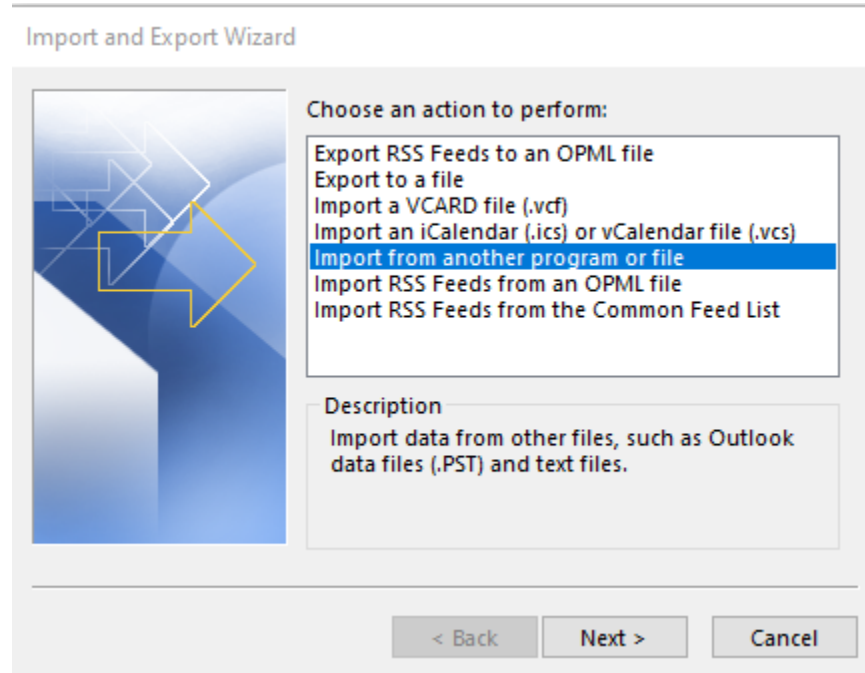 Import and Export Wizard
Choose an action to perform:
Export RSS Feeds to an OPML file
Export to a file
Import a VCARD file (.vcf)
Import an iCalendar (.ics) or vCalendar file (.vcs)
Import from another program or file
Import RSS Feeds from an OPML file
Import RSS Feeds from the Common Feed List
Description
Import data from other files, such as Outlook
data files (.PST) and text files.
< Back
Next >
Cancel